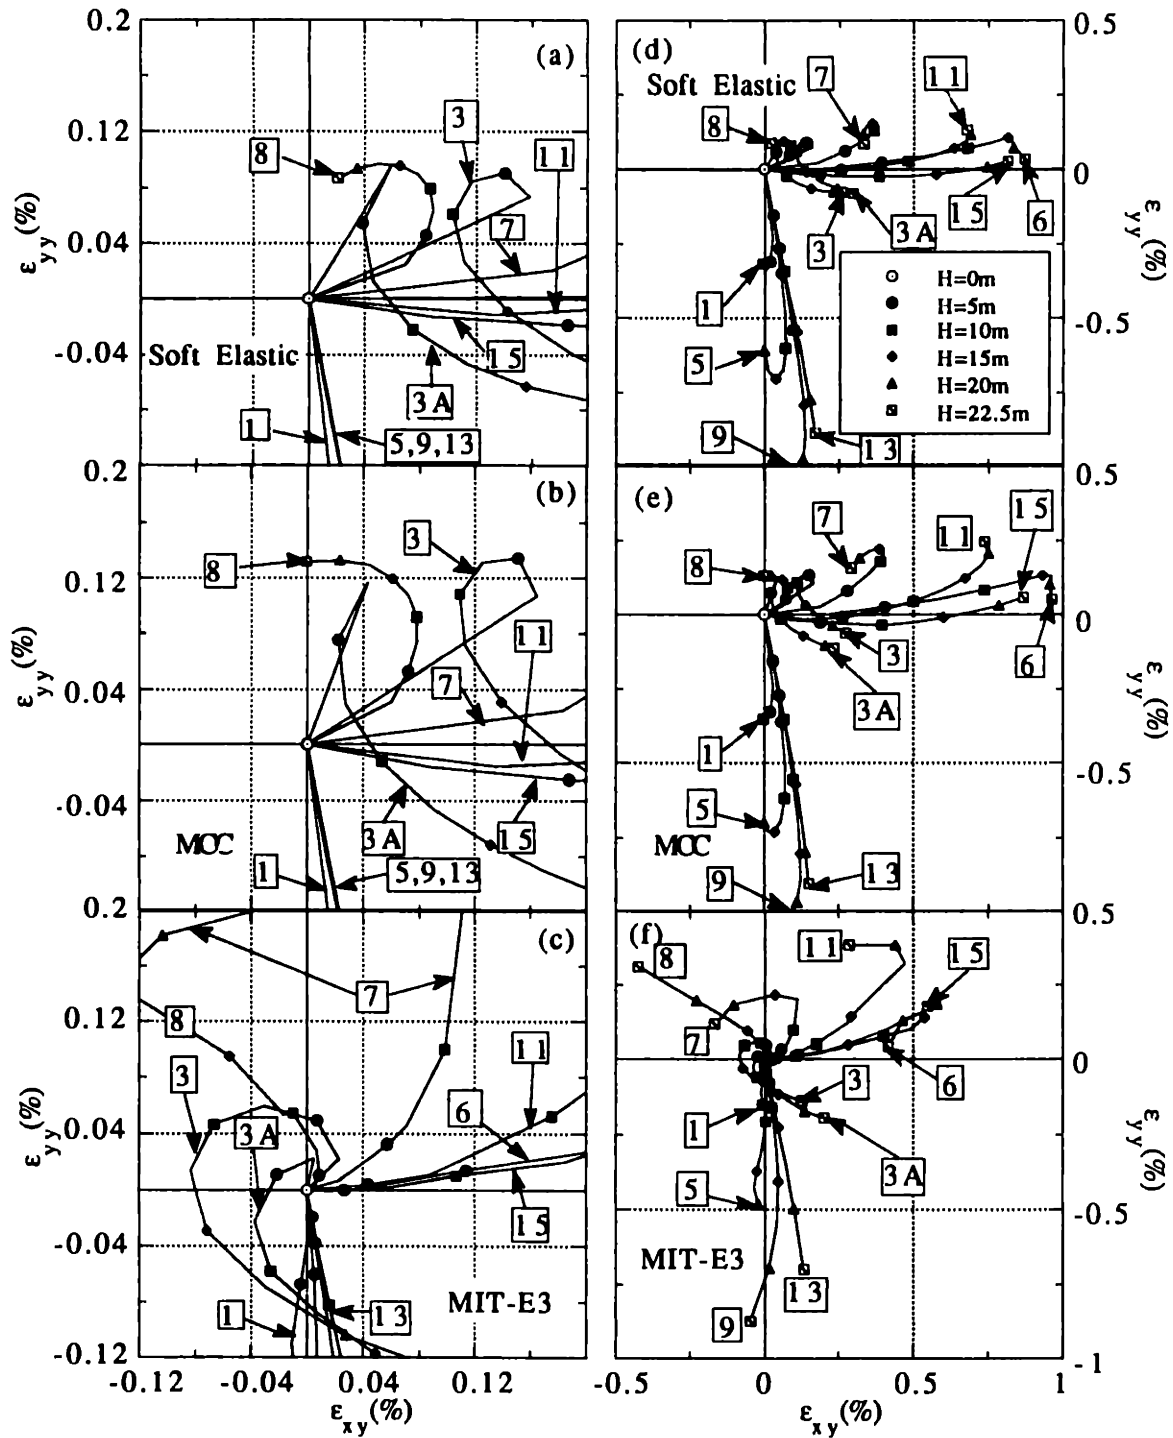 0.2
0.12
0.04
-0.04
ε_yy(%)
(a)
Soft Elastic
8
3
11
7
15
3A
1
5,9,13
0.2
0.12
0.04
-0.04
ε_yy(%)
(b)
MCC
8
3
11
7
15
3A
1
5,9,13
0.2
0.12
0.04
-0.04
-0.12
ε_yy(%)
(c)
7
8
3
3A
11
6
15
1
13
MIT-E3
-0.12
-0.04
0.04
0.12
ε_xy(%)
(d)
Soft Elastic
0.5
0
-0.5
ε_yy(%)
7
11
8
15
6
3
3A
1
5
9
13
H=0m
H=5m
H=10m
H=15m
H=20m
H=22.5m
(e)
MCC
0.5
0
-0.5
ε_yy(%)
7
11
15
8
3
6
3A
1
5
9
13
(f)
MIT-E3
0.5
0
-0.5
-1
ε_yy(%)
8
11
15
7
3
6
1
3A
5
13
9
-0.5
0
0.5
1
ε_xy(%)